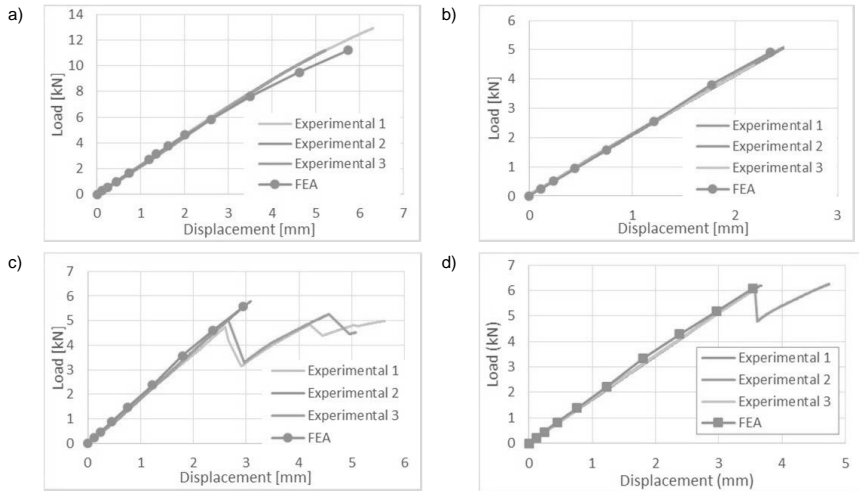 a)
Load [kN]
14
12
10
8
6
4
2
0
0 1 2 3 4 5 6 7
Displacement [mm]
Experimental 1
Experimental 2
Experimental 3
FEA
b)
Load [kN]
6
5
4
3
2
1
0
0 1 2 3
Displacement [mm]
Experimental 1
Experimental 2
Experimental 3
FEA
c)
Load [kN]
7
6
5
4
3
2
1
0
0 1 2 3 4 5 6
Displacement [mm]
Experimental 1
Experimental 2
Experimental 3
FEA
d)
Load (kN)
7
6
5
4
3
2
1
0
0 1 2 3 4 5
Displacement (mm)
Experimental 1
Experimental 2
Experimental 3
FEA